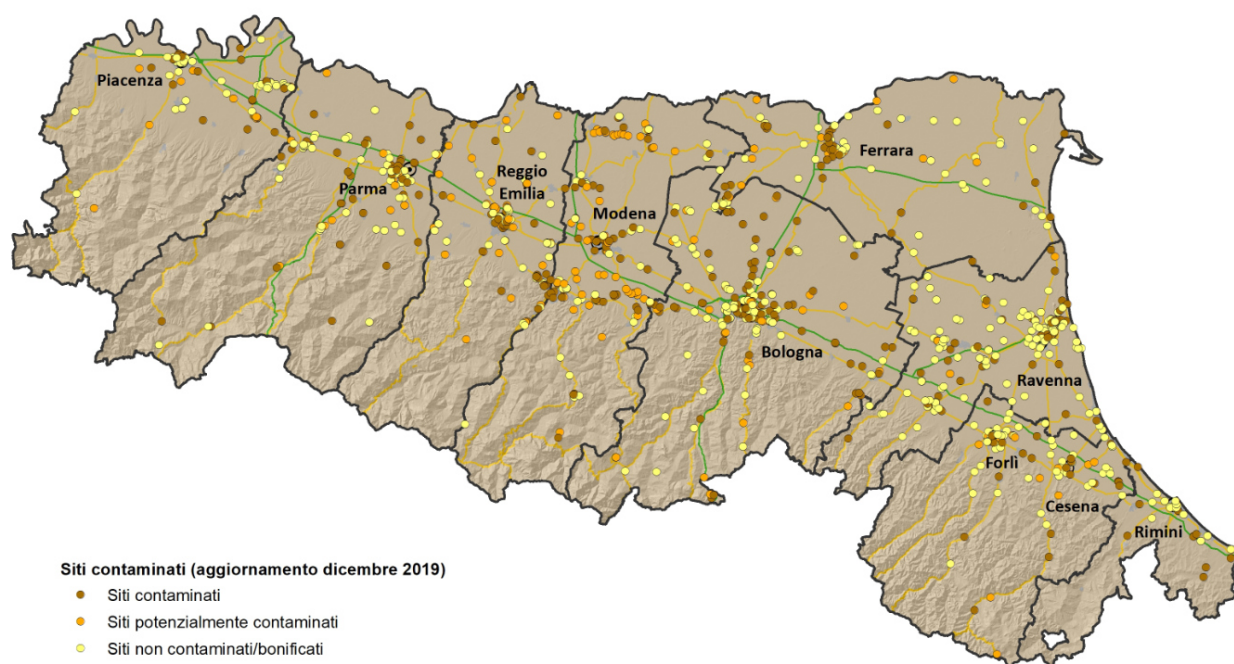 Piacenza
Parma
Reggio
Emilia
Modena
Ferrara
Bologna
Ravenna
Forlì
Cesena
Rimini
Siti contaminati (aggiornamento dicembre 2019)
Siti contaminati
Siti potenzialmente contaminati
Siti non contaminati/bonificati